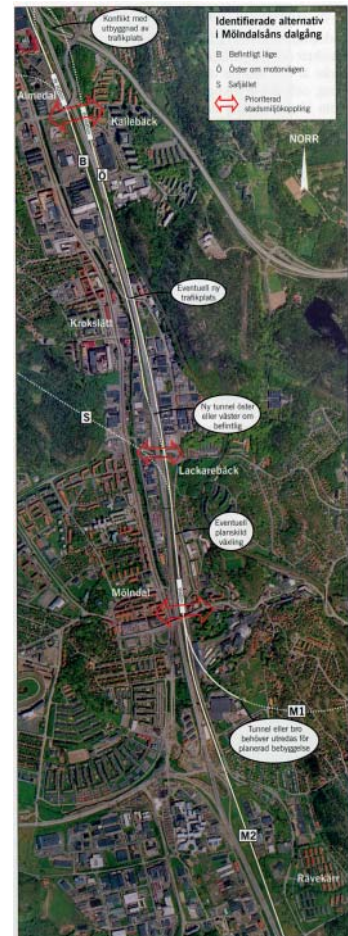 Konflikt med
utbyggnad av
trafikplats
Identifierade alternativ
i Mölndalsåns dalgång
B Befintligt läge
Ö Öster om motorvägen
S Safjället
Prioriterad
stadsmiljökoppling
Almedal
Kallebäck
B
Ö
NORR
Eventuell ny
trafikplats
Krokslätt
S
Ny tunnel öster
eller väster om
befintlig
Lackarebäck
Eventuell
planskild
växling
Mölndal
M1
Tunnel eller bro
behöver utredas för
planerad bebyggelse
M2
Rävekärr